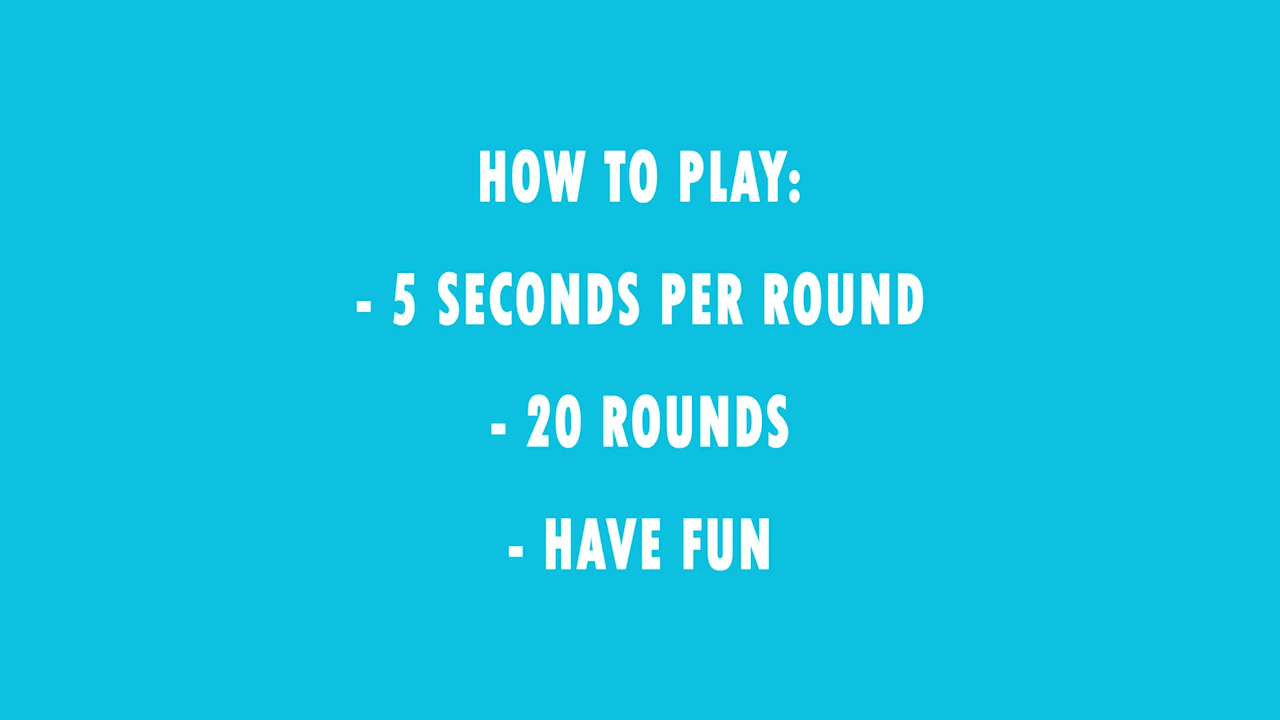 HOW TO PLAY:
- 5 SECONDS PER ROUND
- 20 ROUNDS
- HAVE FUN